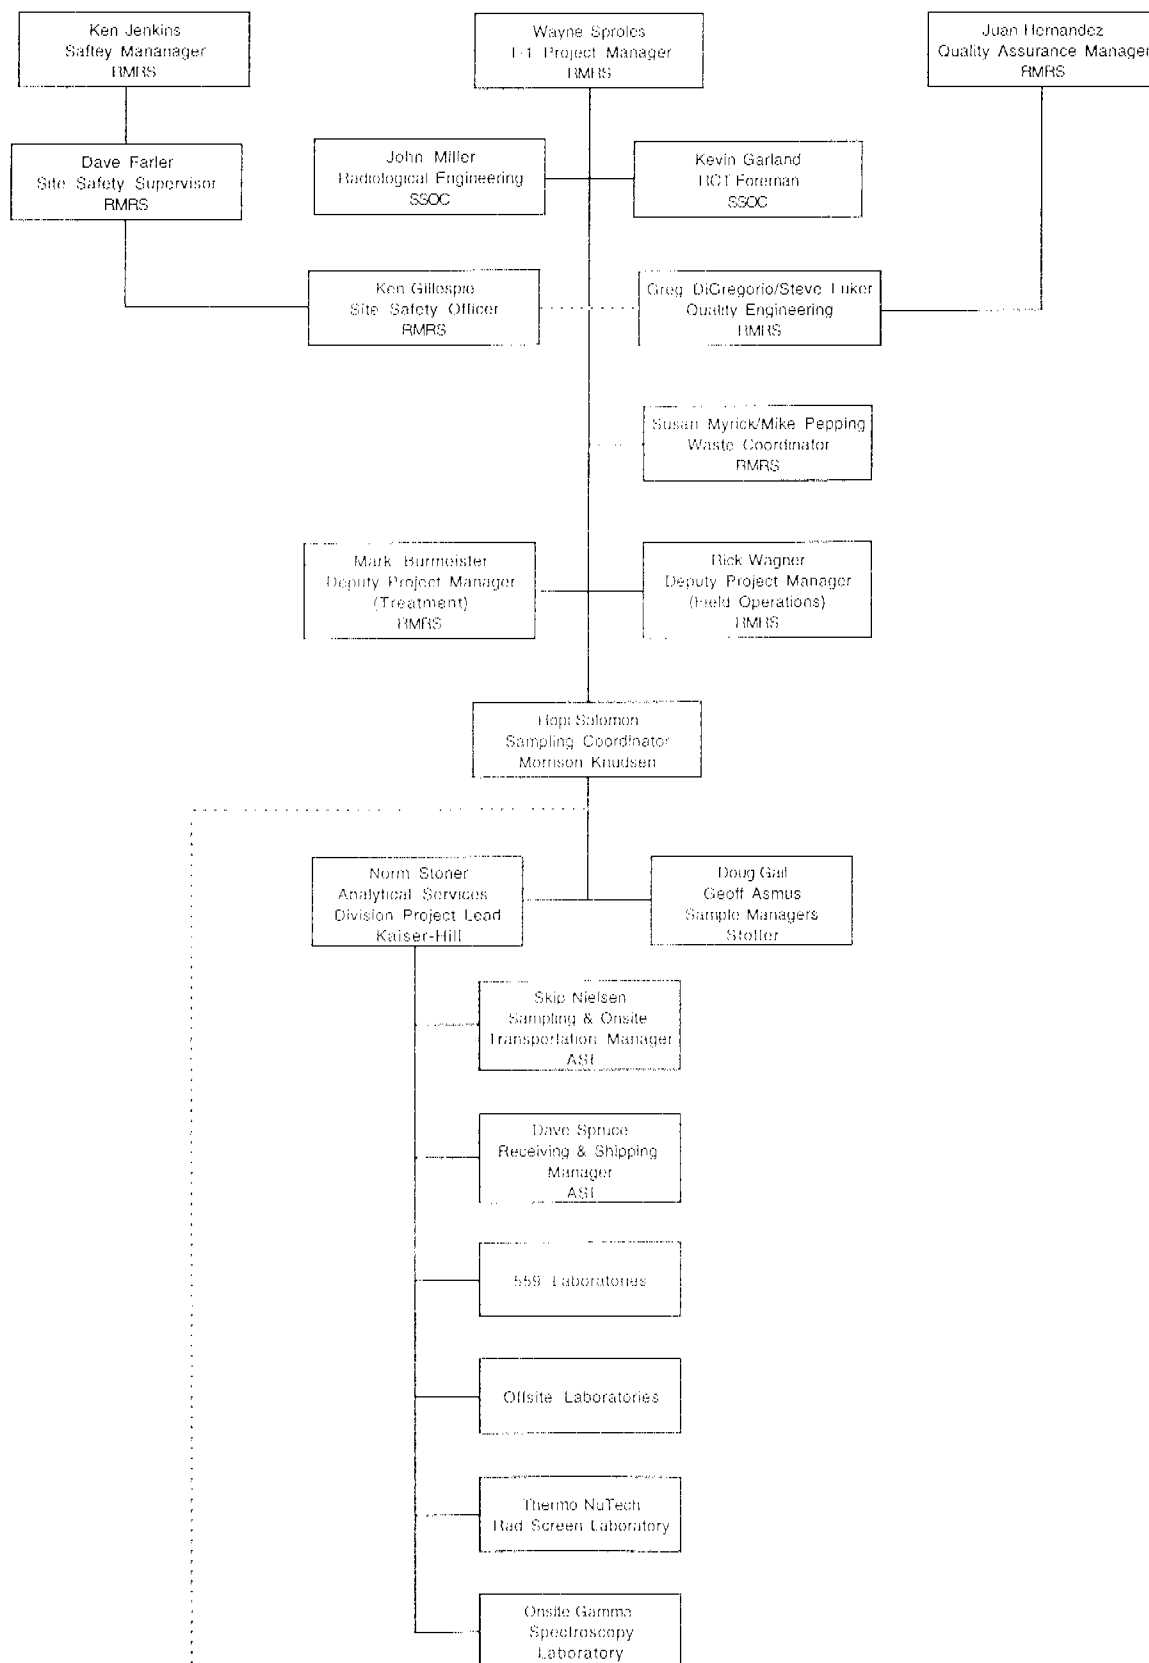 Ken Jenkins
Saftey Mananager
RMRS
Wayne Sproles
T-1 Project Manager
RMRS
Juan Hernandez
Quality Assurance Manager
RMRS
Dave Farler
Site Safety Supervisor
RMRS
John Miller
Radiological Engineering
SSOC
Kevin Garland
RCT Foreman
SSOC
Ken Gillespie
Site Safety Officer
RMRS
Greg DiGregorio/Steve Luker
Quality Engineering
RMRS
Susan Myrick/Mike Pepping
Waste Coordinator
RMRS
Mark Burmeister
Deputy Project Manager
(Treatment)
RMRS
Rick Wagner
Deputy Project Manager
(Field Operations)
RMRS
Hopi Salomon
Sampling Coordinator
Morrison Knudsen
Norm Stoner
Analytical Services
Division Project Lead
Kaiser-Hill
Doug Gail
Geoff Asmus
Sample Managers
Stoller
Skip Nielsen
Sampling & Onsite
Transportation Manager
ASI
Dave Spruce
Receiving & Shipping
Manager
ASI
559 Laboratories
Offsite Laboratories
Thermo NuTech
Rad Screen Laboratory
Onsite Gamma
Spectroscopy
Laboratory